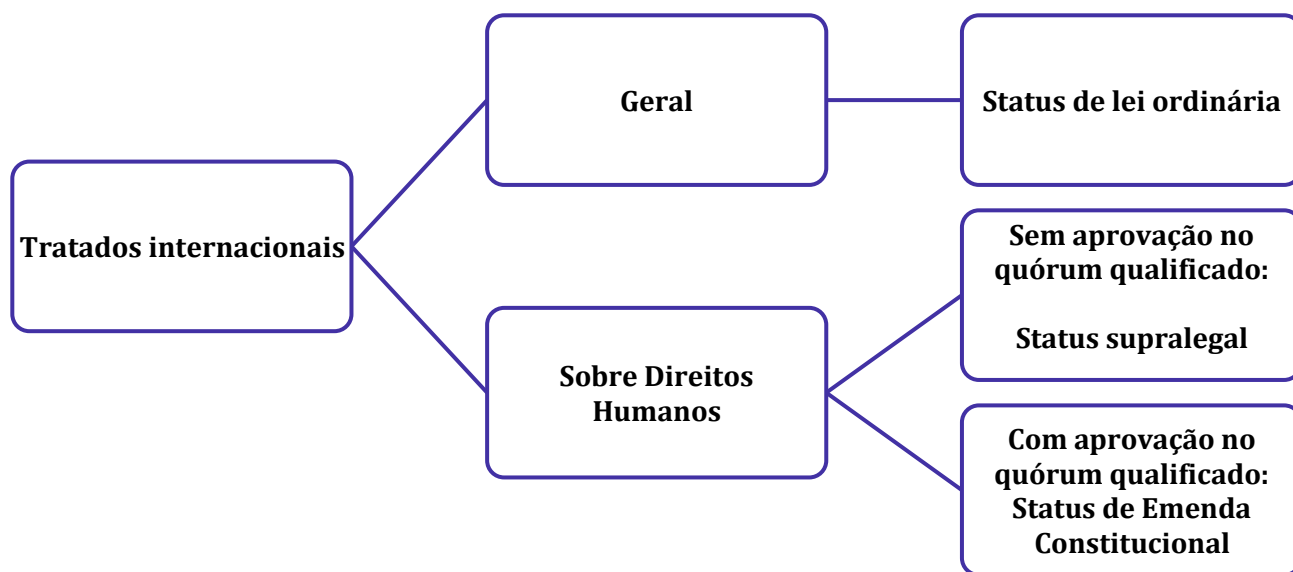 Tratados internacionais
Geral
Status de lei ordinária
Sobre Direitos
Humanos
Sem aprovação no
quórum qualificado:
Status supralegal
Com aprovação no
quórum qualificado:
Status de Emenda
Constitucional